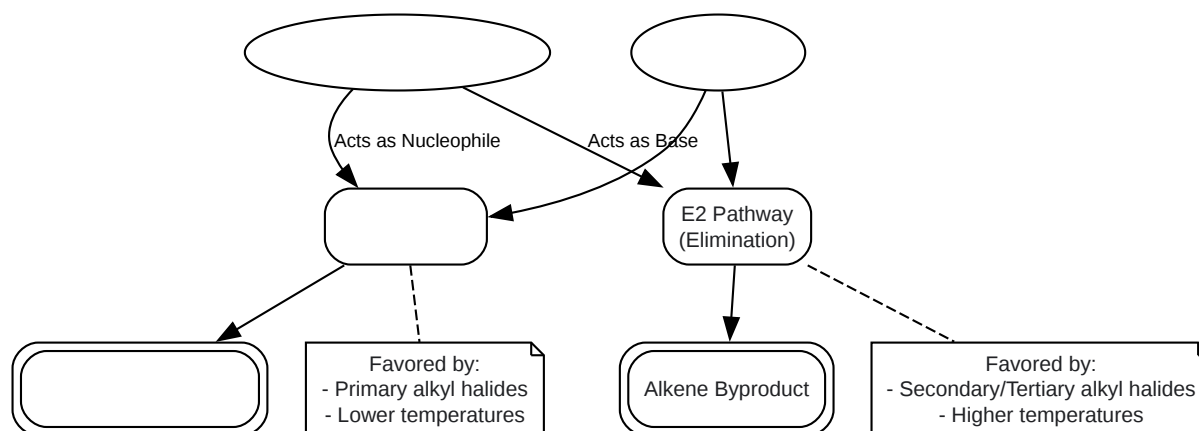 Acts as Nucleophile
Acts as Base
E2 Pathway
(Elimination)
Favored by:
- Primary alkyl halides
- Lower temperatures
Alkene Byproduct
Favored by:
- Secondary/Tertiary alkyl halides
- Higher temperatures